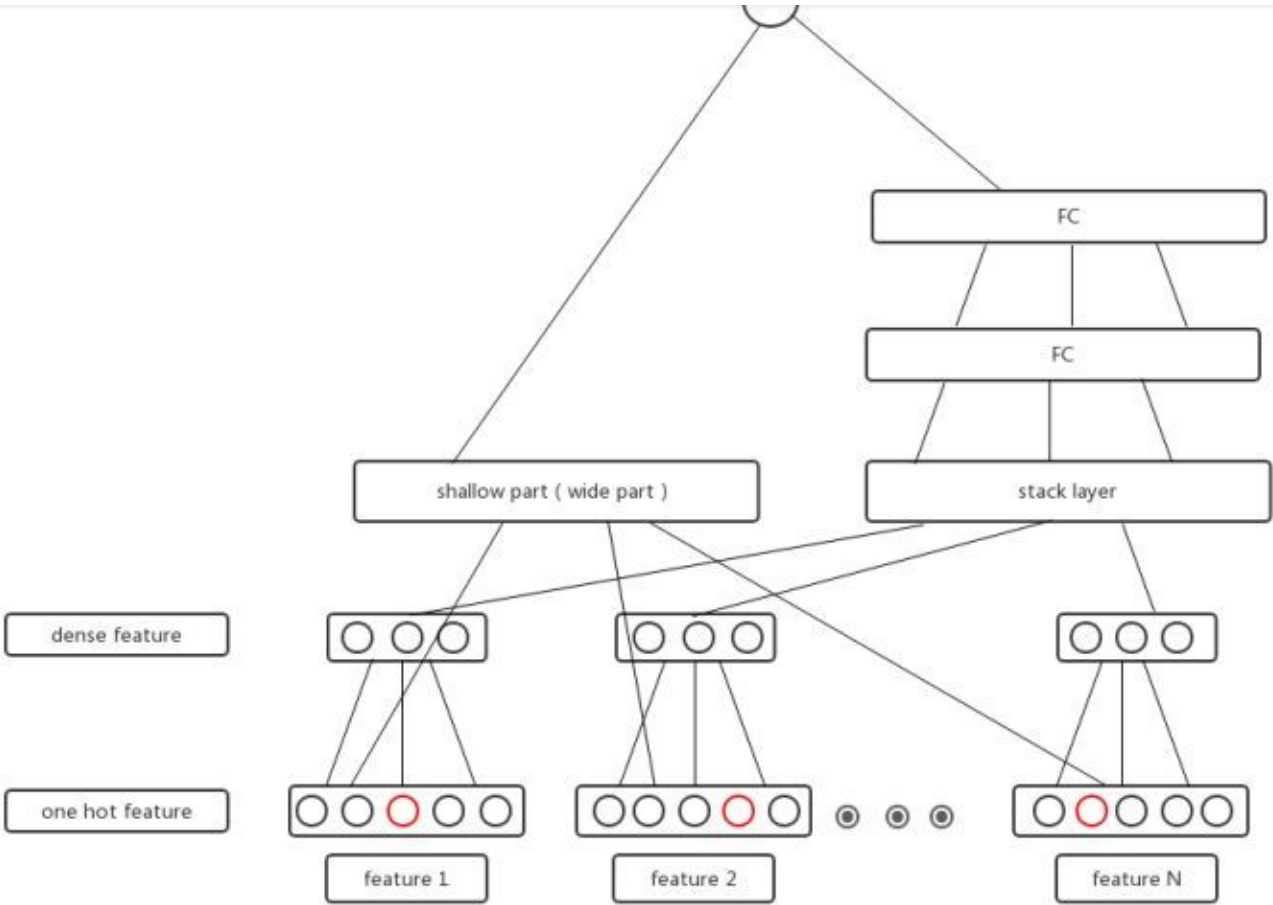 FC
FC
shallow part ( wide part )
stack layer
dense feature
one hot feature
feature 1
feature 2
feature N